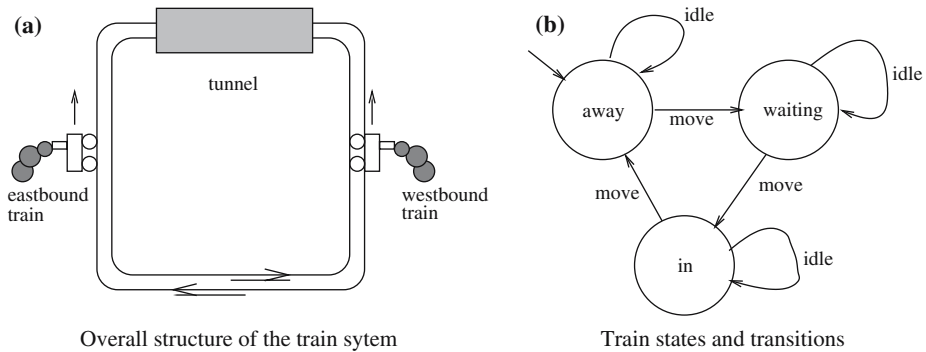 (a)
tunnel
eastbound
train
westbound
train
Overall structure of the train sytem
(b)
idle
away
move
waiting
idle
move
move
in
idle
Train states and transitions